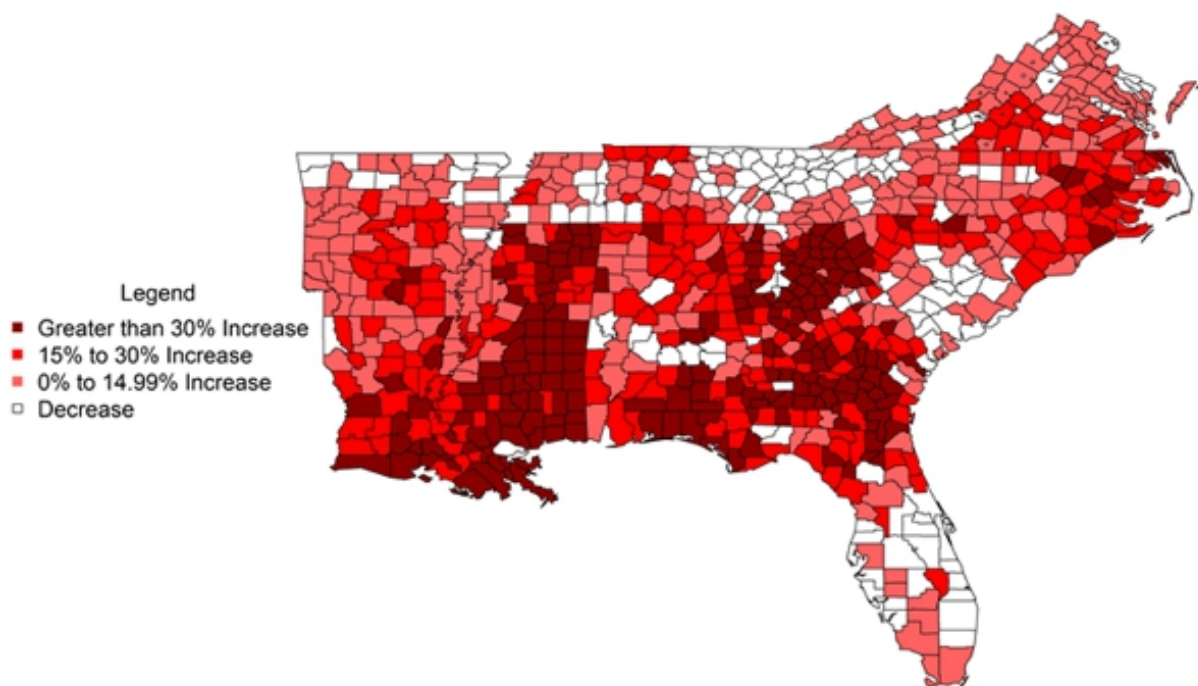 Legend
Greater than 30% Increase
15% to 30% Increase
0% to 14.99% Increase
Decrease